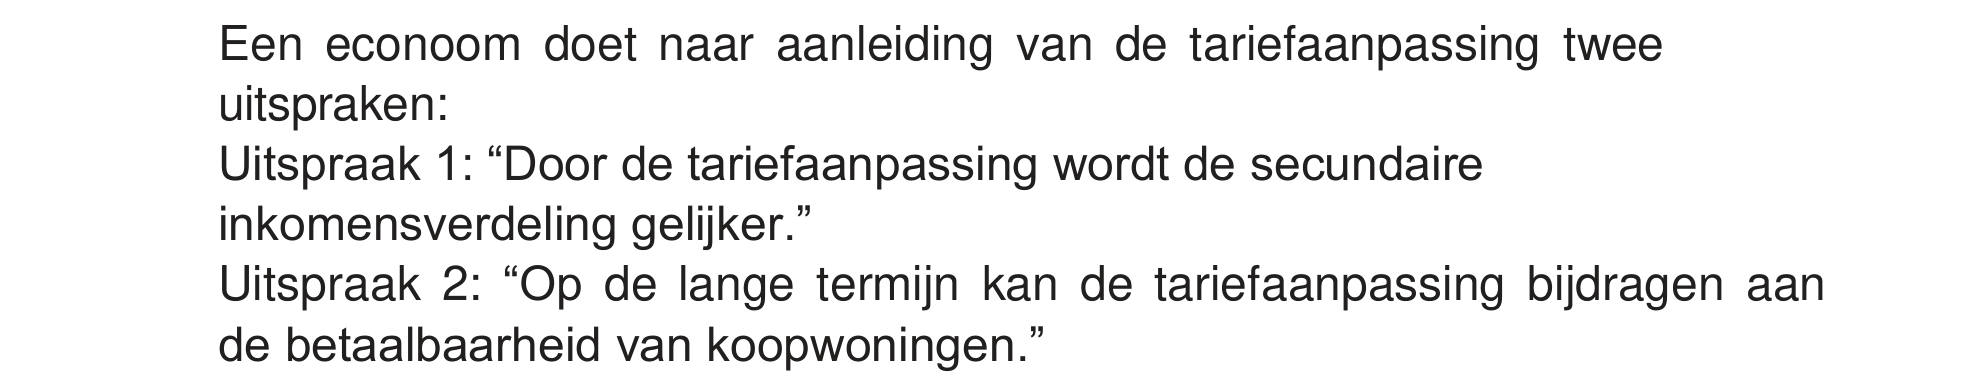 Een econoom doet naar aanleiding van de tariefaanpassing twee
uitspraken:
Uitspraak 1: “Door de tariefaanpassing wordt de secundaire
inkomensverdeling gelijker.”
Uitspraak 2: “Op de lange termijn kan de tariefaanpassing bijdragen aan
de betaalbaarheid van koopwoningen.”